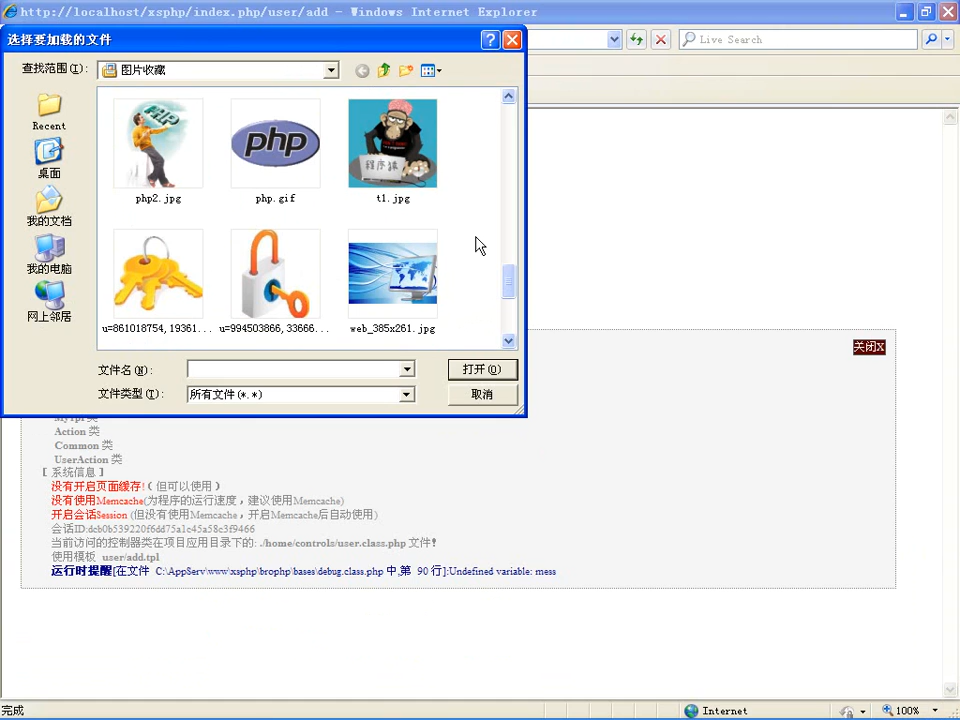 http://localhost/xsphp/index.php/user/add - Windows Internet Explorer
选择要加载的文件
Live Search
查找范围(I):
图片收藏
Recent
桌面
我的文档
我的电脑
网上邻居
PHP
php
程序猿
php2.jpg
php.gif
t1.jpg
u=861018754,19361...
u=994503866,33666...
web_385x261.jpg
文件名(N):
打开(O)
文件类型(T):
所有文件(*.*)
取消
关闭X
Action 类
Common 类
UserAction 类
[ 系统信息 ]
没有开启页面缓存!(但可以使用)
没有使用Memcache(为程序的运行速度，建议使用Memcache)
开启会话Session (但没有使用Memcache，开启Memcache后自动使用)
会话ID:dcb0b539220f6dd75a1c45a58c3f9466
当前访问的控制器类在项目应用目录下的: ./home/controls/user.class.php 文件!
使用模板 user/add.tpl
运行时提醒[在文件 C:\AppServ\www\xsphp\brophp\bases\debug.class.php 中,第 90 行]:Undefined variable: mess
完成
Internet
100%